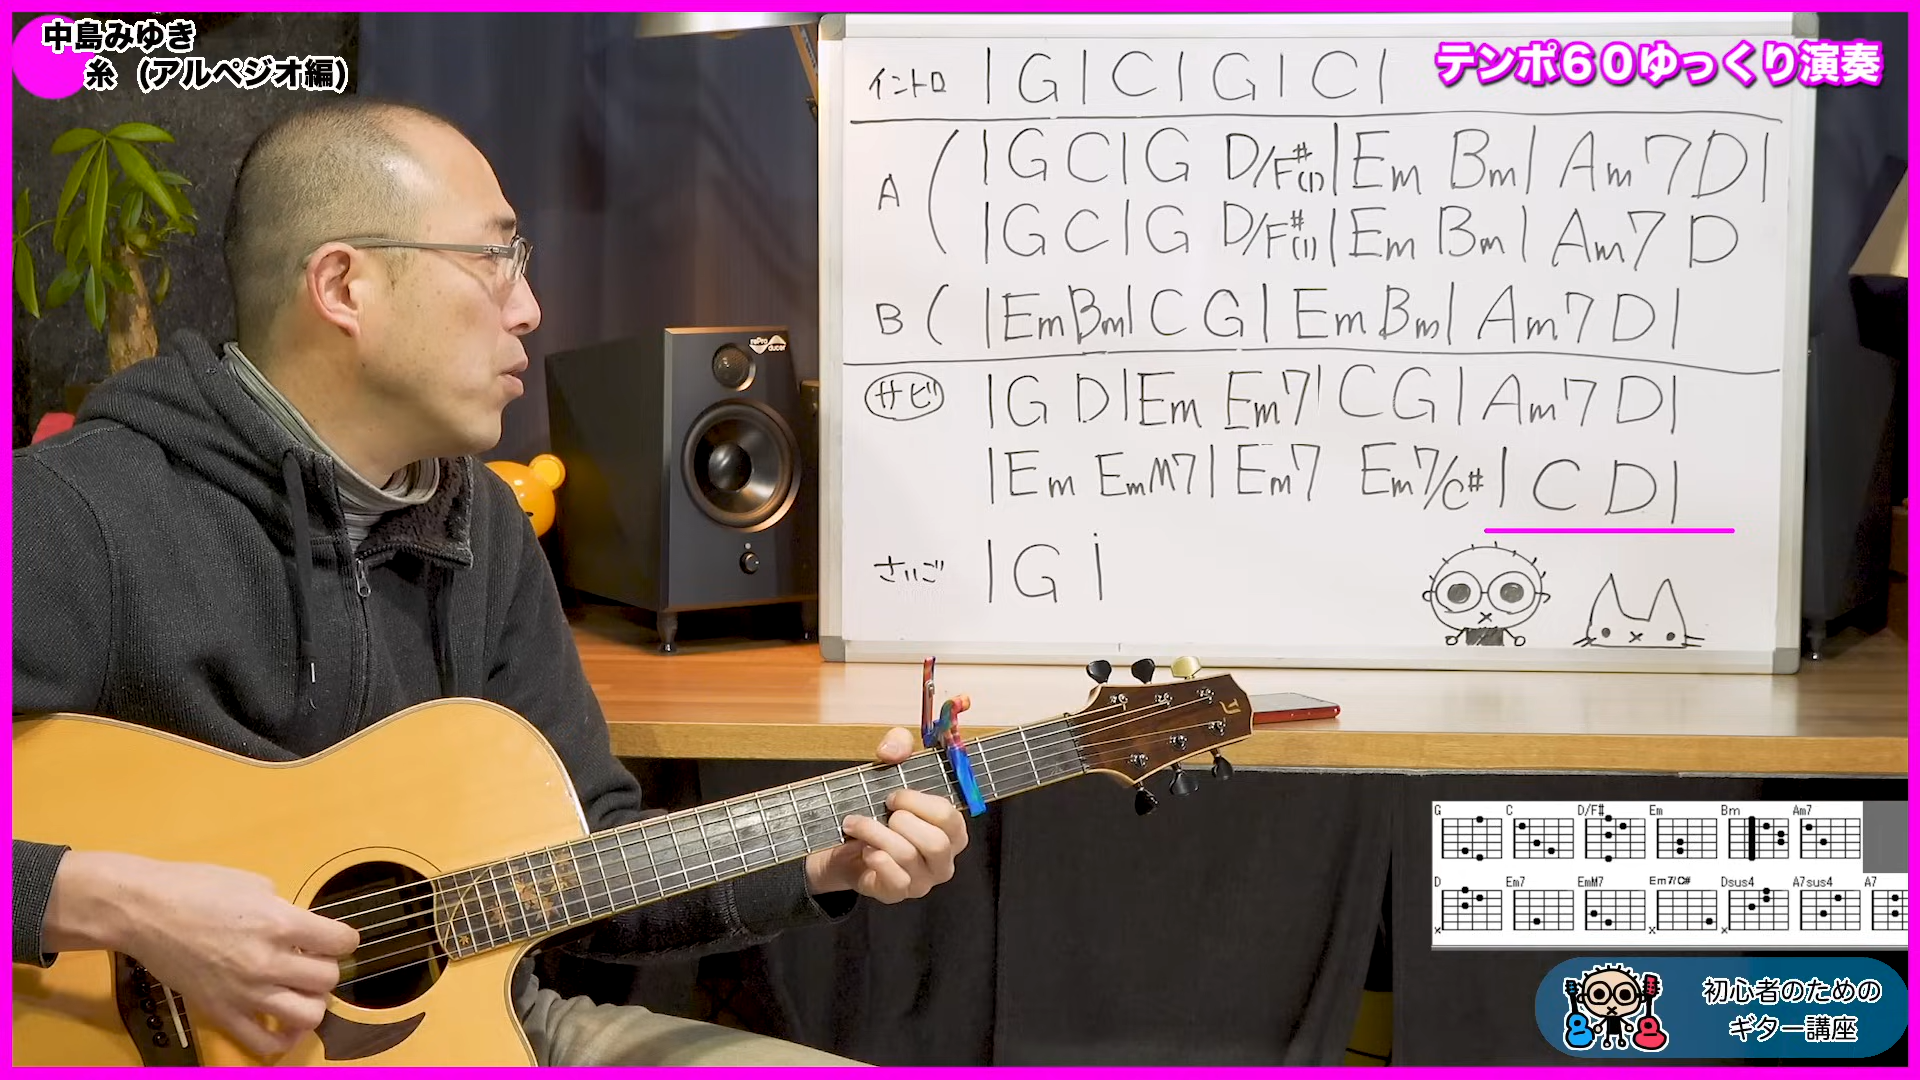 中島みゆき
糸 (アルペジオ編)
テンポ60ゆっくり演奏
イントロ |G|C|G|C|
A (|G C|G D/F#(1)|Em Bm|Am7 D|
|G C|G D/F#(1)|Em Bm|Am7 D
B (|Em Bm|C G|Em Bm|Am7 D|
サビ |G D|Em Em7|C G|Am7 D|
|Em EmM7|Em7 Em7/C#|C D|
さいご |G i
rePro
ducer
G C D/F# Em Bm Am7
D Em7 EmM7 Em7/C# Dsus4 A7sus4 A7
x x x
初心者のための
ギター講座